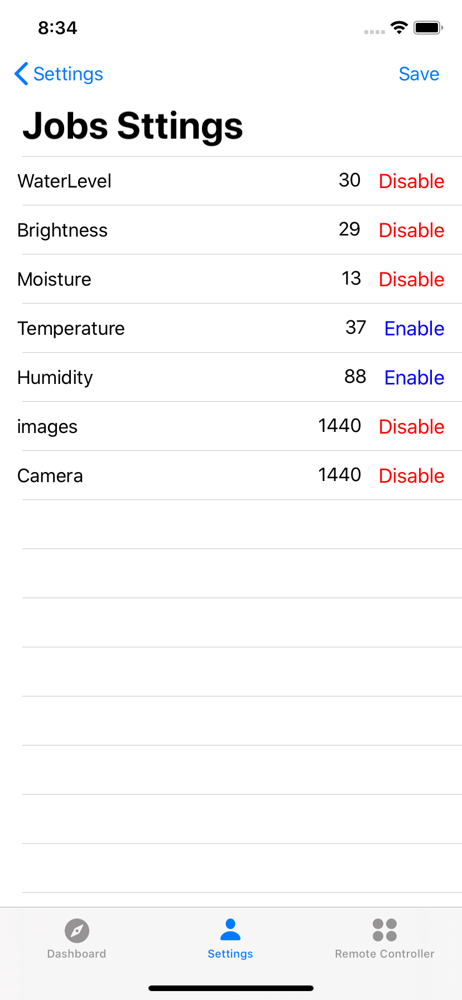 8:34
Settings Save
Jobs Sttings
WaterLevel 30 Disable
Brightness 29 Disable
Moisture 13 Disable
Temperature 37 Enable
Humidity 88 Enable
images 1440 Disable
Camera 1440 Disable
Dashboard Settings Remote Controller